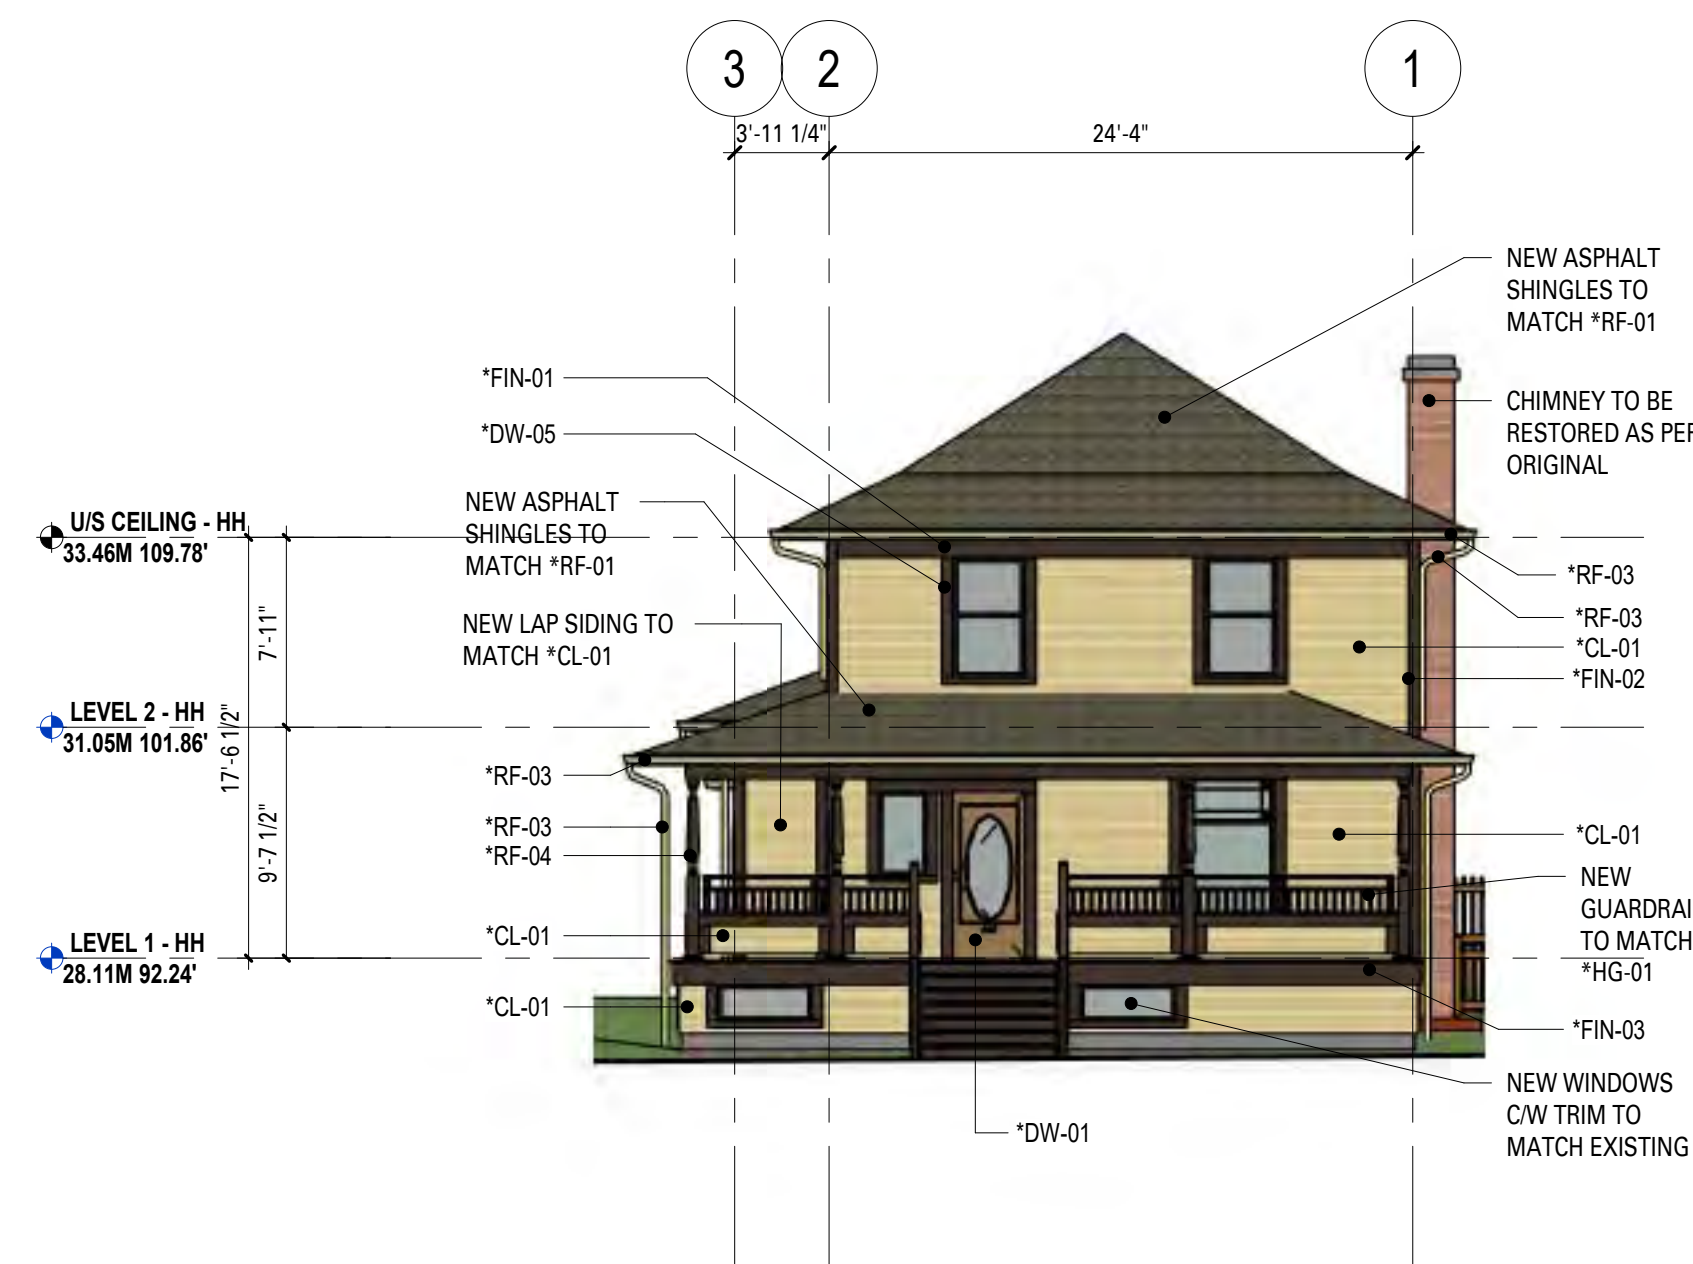 3
2
1
3'-11 1/4"
24'-4"
NEW ASPHALT
SHINGLES TO
MATCH *RF-01
*FIN-01
CHIMNEY TO BE
RESTORED AS PER
ORIGINAL
*DW-05
NEW ASPHALT
SHINGLES TO
MATCH *RF-01
U/S CEILING - HH
33.46M 109.78'
*RF-03
*RF-03
NEW LAP SIDING TO
MATCH *CL-01
7'-11"
*CL-01
*FIN-02
LEVEL 2 - HH
31.05M 101.86'
17'-6 1/2"
*RF-03
*RF-03
*RF-04
9'-7 1/2"
*CL-01
NEW
GUARDRAI
TO MATCH
*HG-01
*CL-01
LEVEL 1 - HH
28.11M 92.24'
*CL-01
*FIN-03
NEW WINDOWS
C/W TRIM TO
MATCH EXISTING
*DW-01